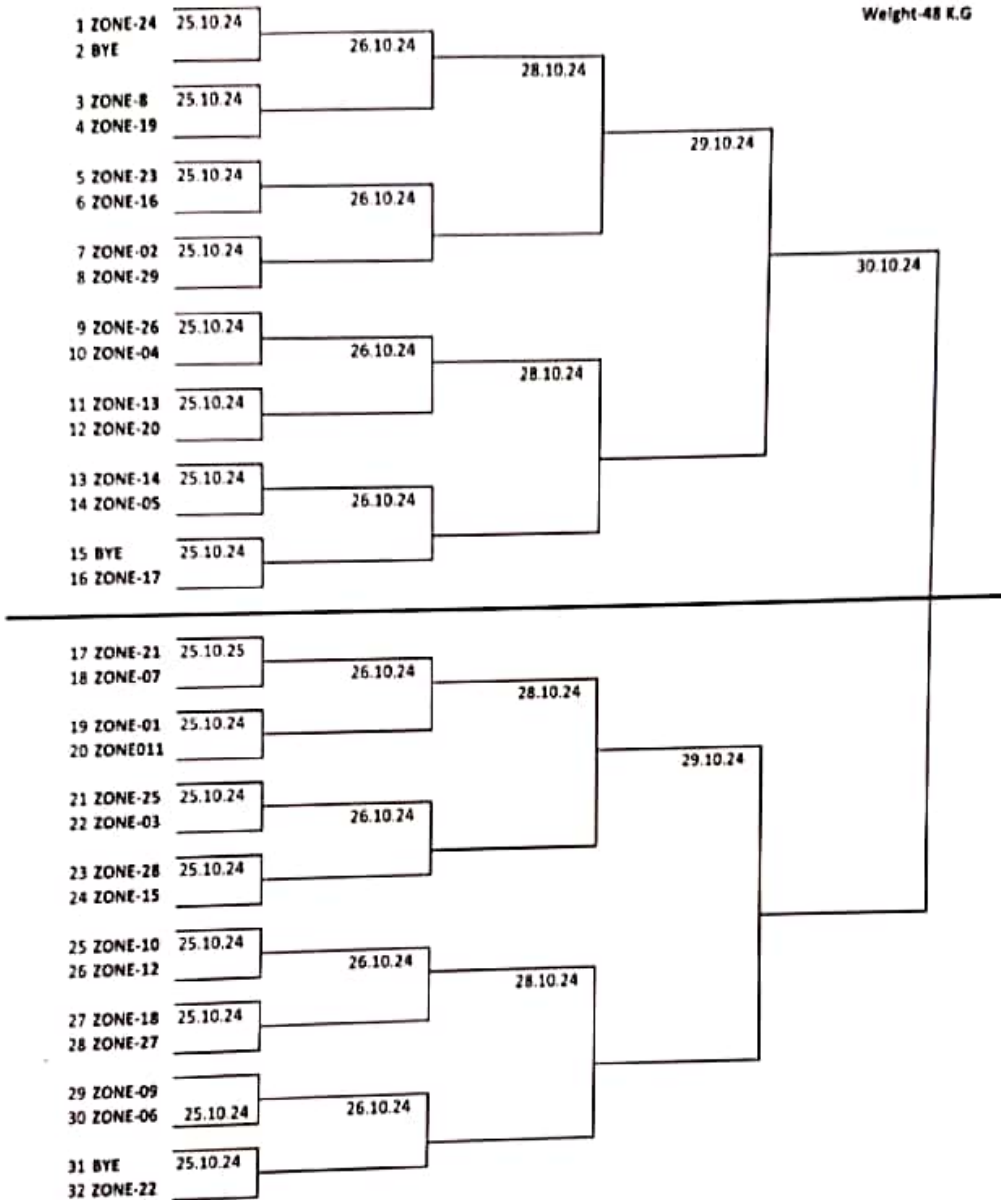 Weight-48 K.G
1 ZONE-24 25.10.24
2 BYE
26.10.24
28.10.24
3 ZONE-8 25.10.24
4 ZONE-19
29.10.24
5 ZONE-23 25.10.24
6 ZONE-16
26.10.24
7 ZONE-02 25.10.24
8 ZONE-29
30.10.24
9 ZONE-26 25.10.24
10 ZONE-04
26.10.24
28.10.24
11 ZONE-13 25.10.24
12 ZONE-20
13 ZONE-14 25.10.24
14 ZONE-05
26.10.24
15 BYE 25.10.24
16 ZONE-17
17 ZONE-21 25.10.25
18 ZONE-07
26.10.24
28.10.24
19 ZONE-01 25.10.24
20 ZONE011
29.10.24
21 ZONE-25 25.10.24
22 ZONE-03
26.10.24
23 ZONE-28 25.10.24
24 ZONE-15
25 ZONE-10 25.10.24
26 ZONE-12
26.10.24
28.10.24
27 ZONE-18 25.10.24
28 ZONE-27
29 ZONE-09
30 ZONE-06 25.10.24
26.10.24
31 BYE 25.10.24
32 ZONE-22